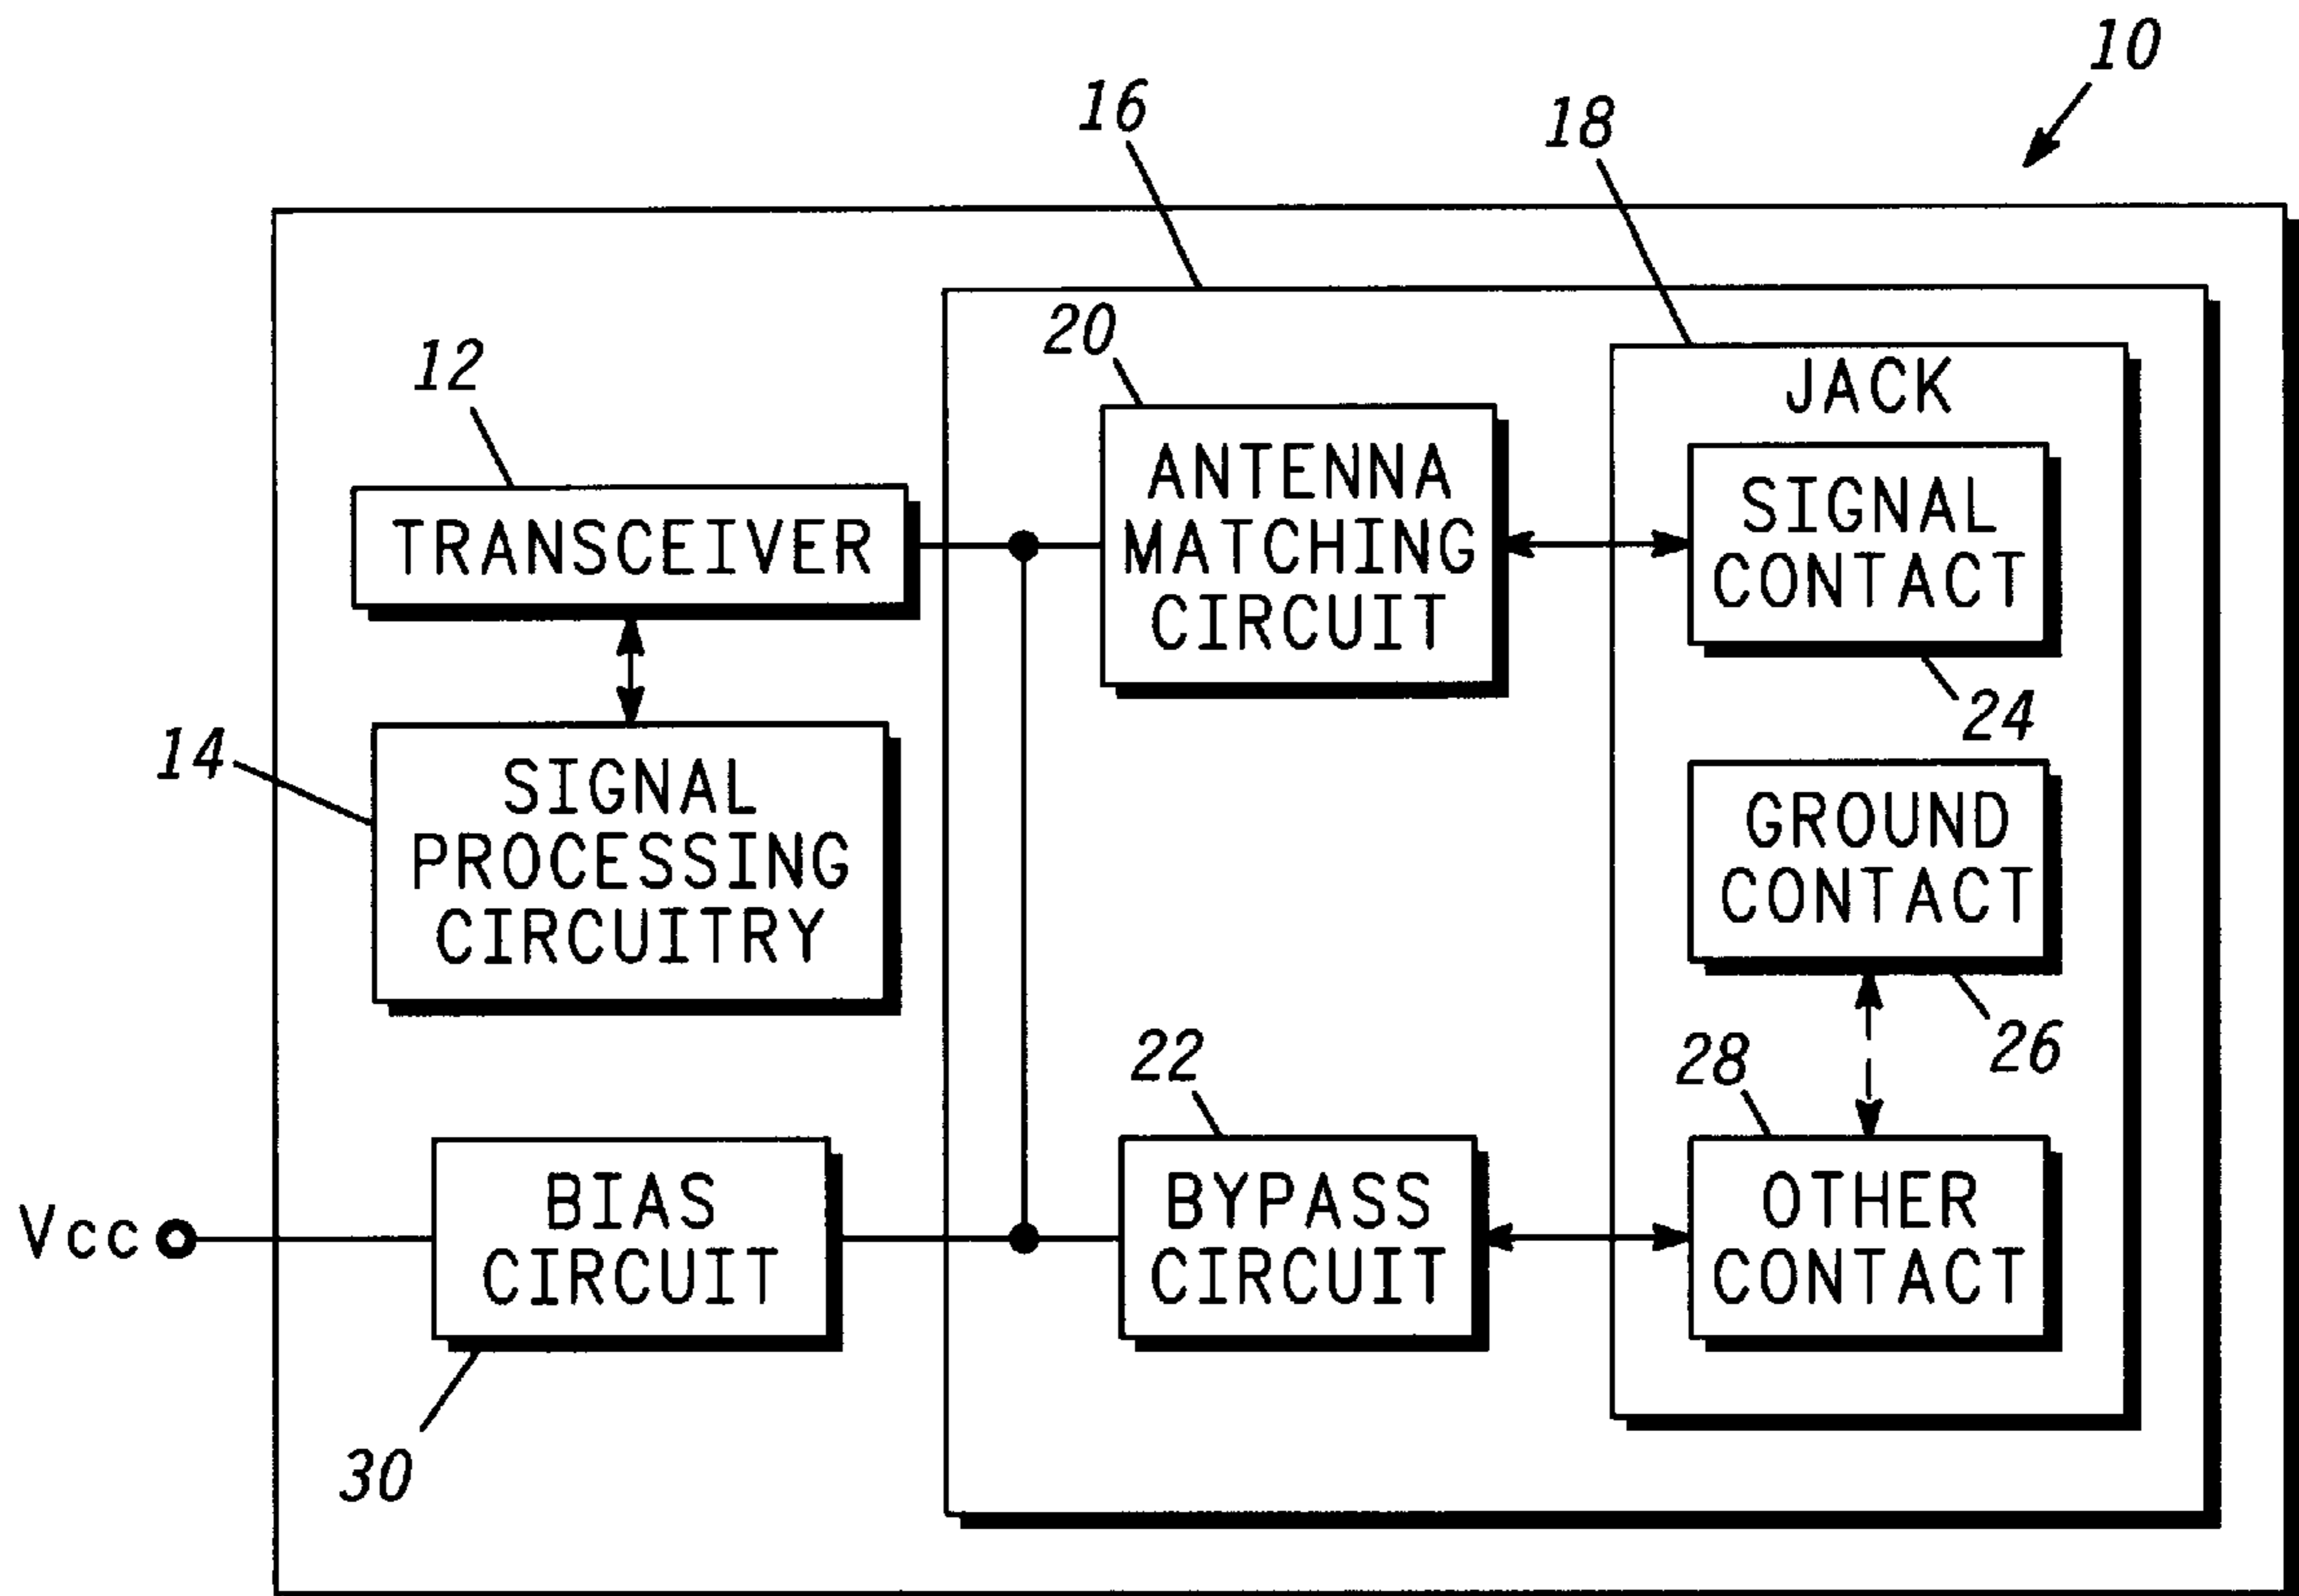 10
16
18
20
12
JACK
ANTENNA
MATCHING
CIRCUIT
SIGNAL
CONTACT
TRANSCEIVER
24
14
SIGNAL
PROCESSING
CIRCUITRY
GROUND
CONTACT
22
28
26
Vcc
BIAS
CIRCUIT
BYPASS
CIRCUIT
OTHER
CONTACT
30